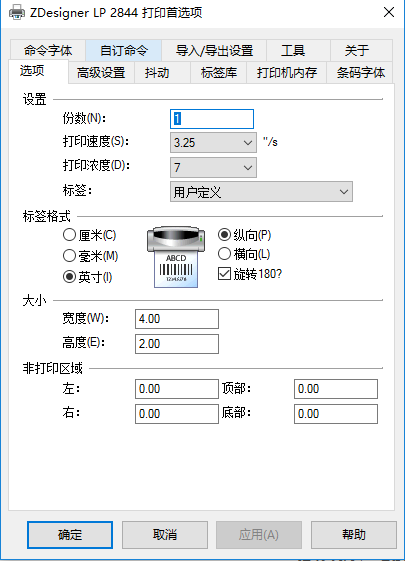 ZDesigner LP 2844 打印首选项
命令字体 自订命令 导入/导出设置 工具 关于
选项 高级设置 抖动 标签库 打印机内存 条码字体
设置
份数(N): 1
打印速度(S): 3.25 "/s
打印浓度(D): 7
标签: 用户定义
标签格式
厘米(C) 纵向(P)
毫米(M) ABCD 横向(L)
英寸(I) 12345678 旋转180?
大小
宽度(W): 4.00
高度(E): 2.00
非打印区域
左: 0.00 顶部: 0.00
右: 0.00 底部: 0.00
确定 取消 应用(A) 帮助